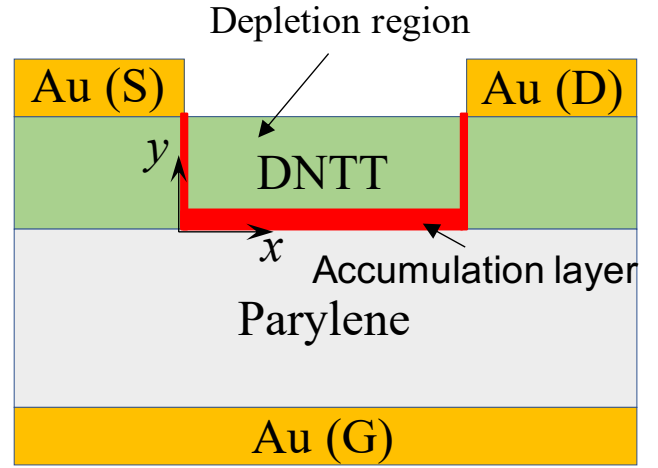 Depletion region
Au (S)
Au (D)
y
DNTT
x
Accumulation layer
Parylene
Au (G)